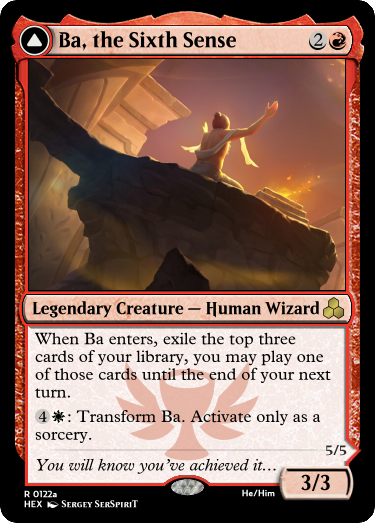 Ba, the Sixth Sense
2
Legendary Creature — Human Wizard
When Ba enters, exile the top three
cards of your library, you may play one
of those cards until the end of your next
turn.
4: Transform Ba. Activate only as a
sorcery.
5/5
You will know you've achieved it…
3/3
R 0122a
He/Him
HEX Sergey SerSpiriT